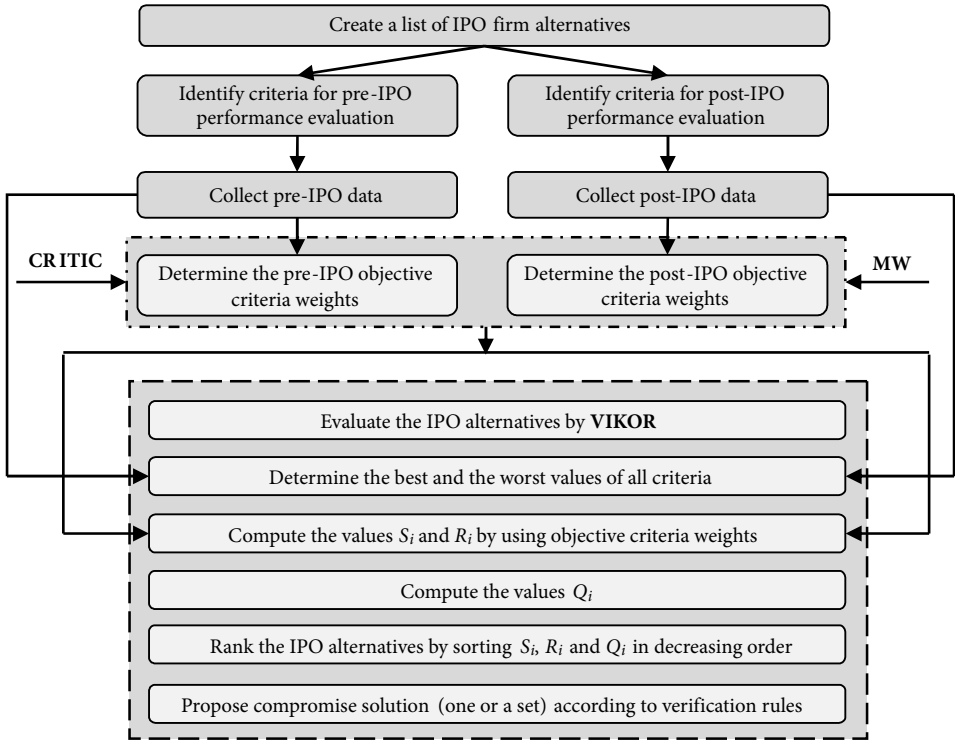 Create a list of IPO firm alternatives
Identify criteria for pre-IPO
performance evaluation
Identify criteria for post-IPO
performance evaluation
Collect pre-IPO data
Collect post-IPO data
CRITIC
Determine the pre-IPO objective
criteria weights
Determine the post-IPO objective
criteria weights
MW
Evaluate the IPO alternatives by VIKOR
Determine the best and the worst values of all criteria
Compute the values Si and Ri by using objective criteria weights
Compute the values Qi
Rank the IPO alternatives by sorting Si, Ri and Qi in decreasing order
Propose compromise solution (one or a set) according to verification rules